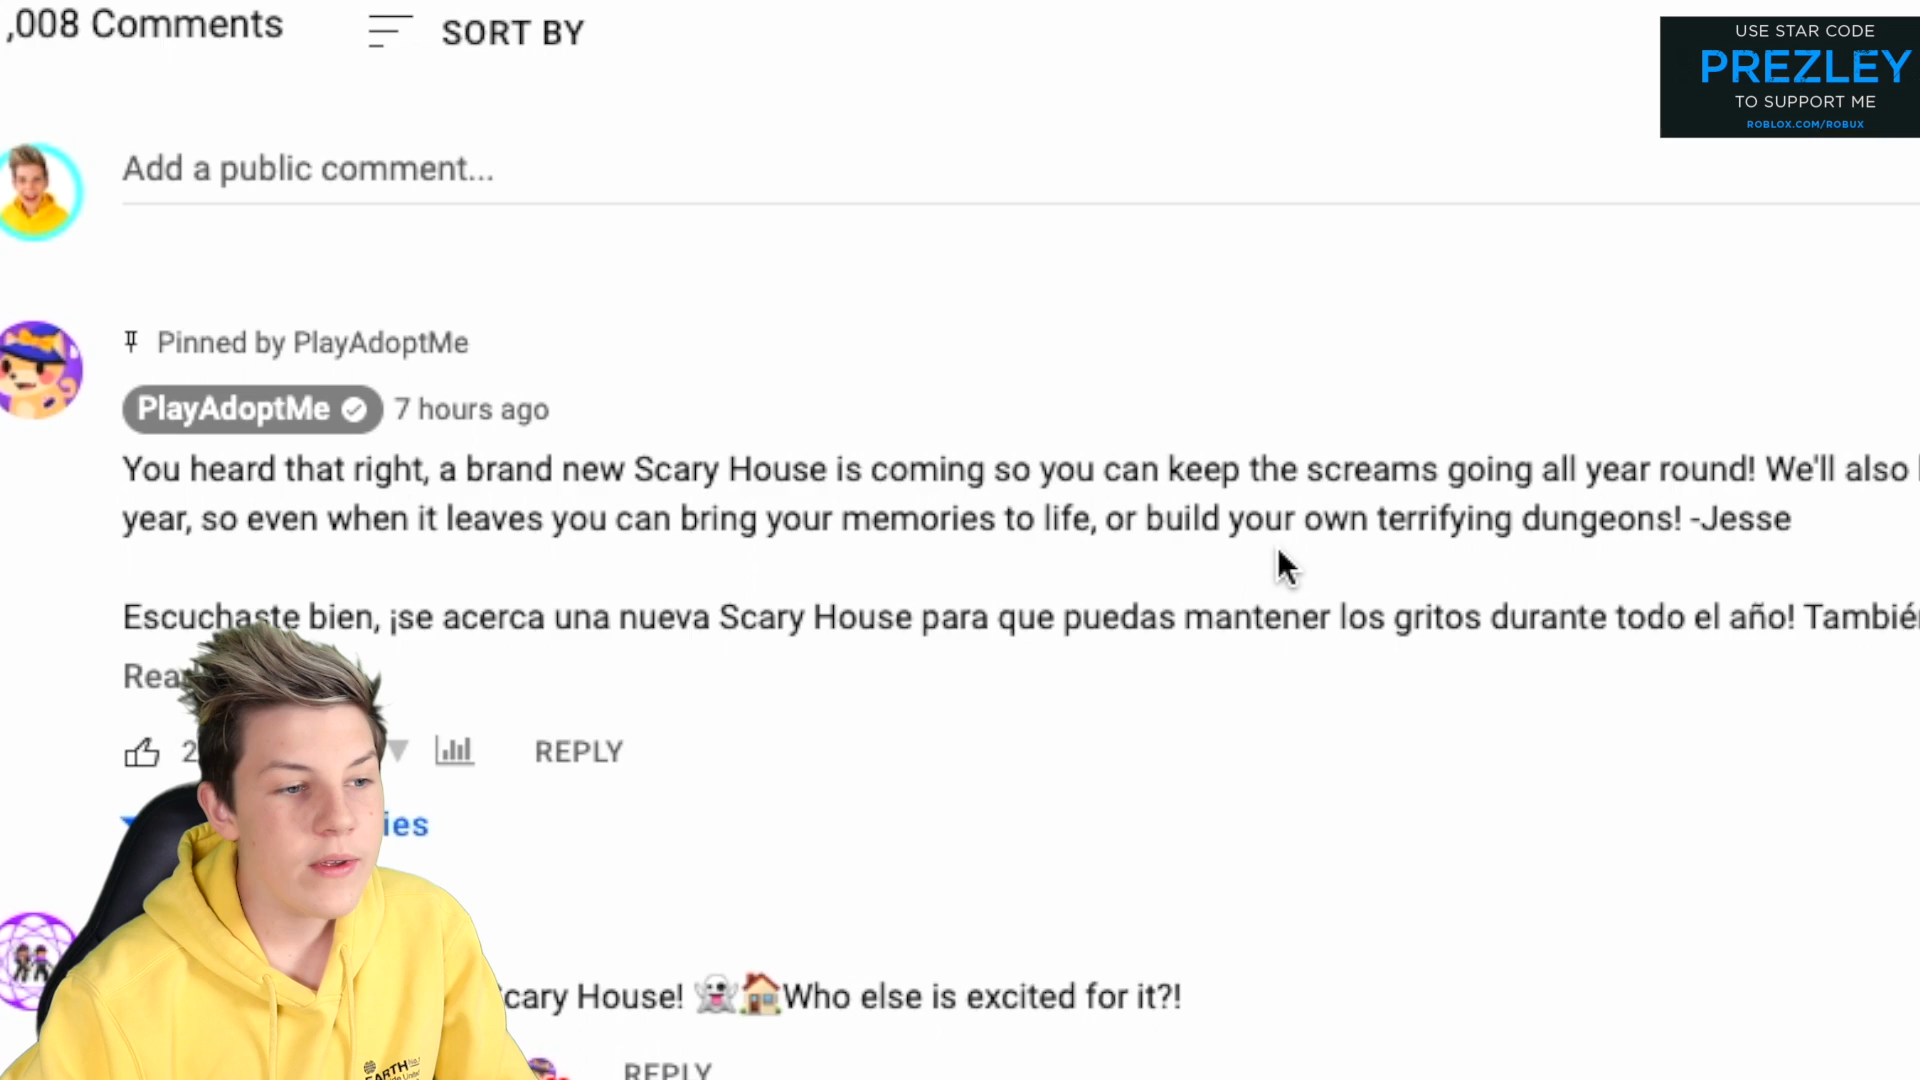 ,008 Comments
SORT BY
USE STAR CODE
PREZLEY
TO SUPPORT ME
ROBLOX.COM/ROBUX
Add a public comment...
Pinned by PlayAdoptMe
PlayAdoptMe 7 hours ago
You heard that right, a brand new Scary House is coming so you can keep the screams going all year round! We'll also
year, so even when it leaves you can bring your memories to life, or build your own terrifying dungeons! -Jesse
Escuchaste bien, ¡se acerca una nueva Scary House para que puedas mantener los gritos durante todo el año!
REPLY
House! 👻🏠Who else is excited for it?!
EARTH
REPLY